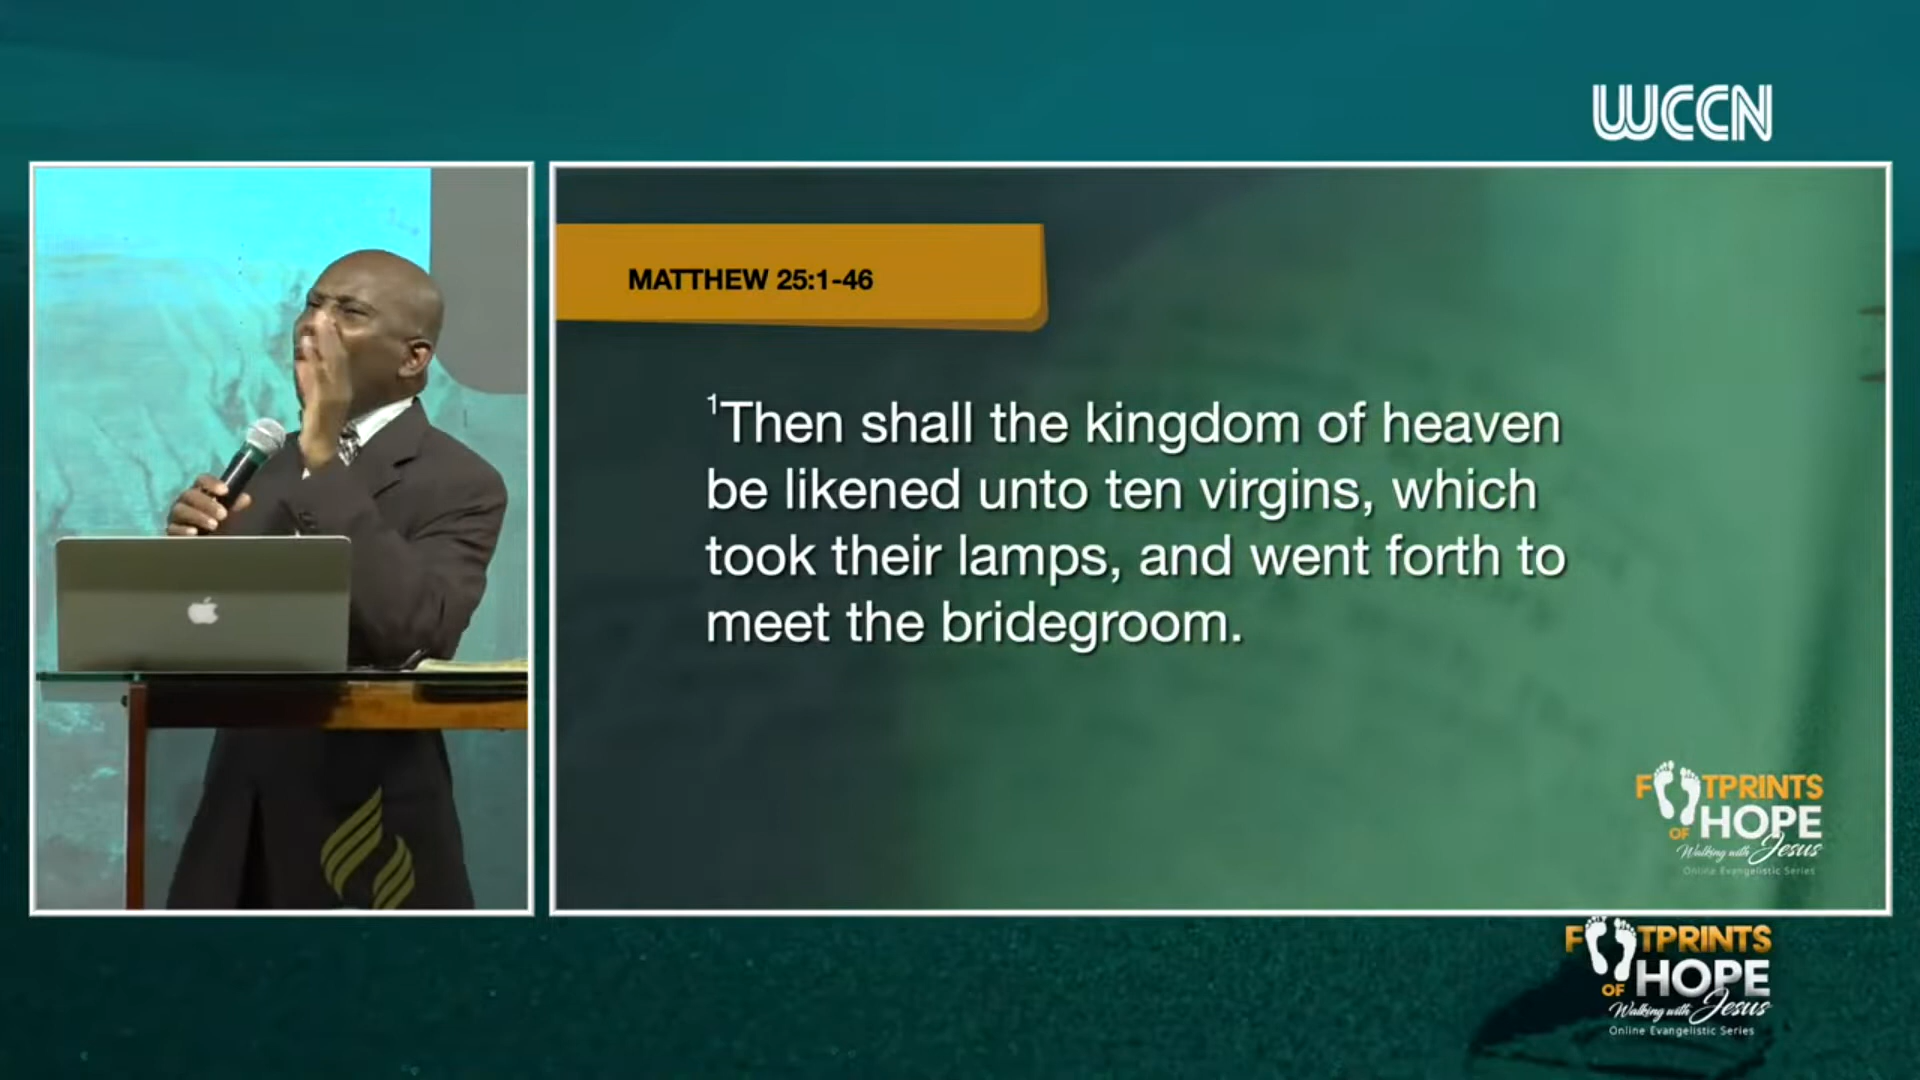 WCCN
MATTHEW 25:1-46
¹Then shall the kingdom of heaven
be likened unto ten virgins, which
took their lamps, and went forth to
meet the bridegroom.
FOOTPRINTS
OF HOPE
Walking with Jesus
Online Evangelistic Series
FOOTPRINTS
OF HOPE
Walking with Jesus
Online Evangelistic Series